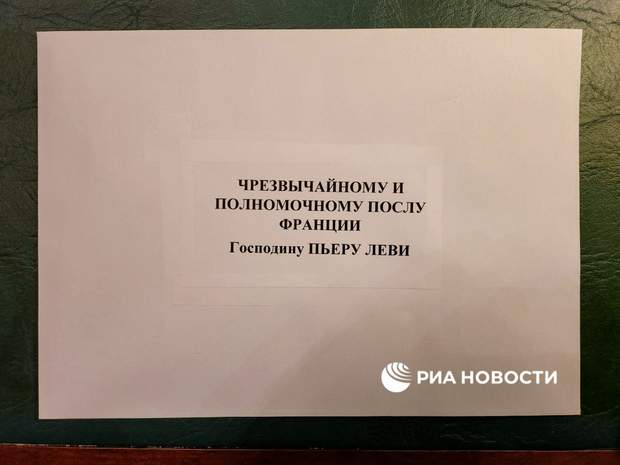 ЧРЕЗВЫЧАЙНОМУ И
ПОЛНОМОЧНОМУ ПОСЛУ
ФРАНЦИИ
Господину ПЬЕРУ ЛЕВИ
РИА НОВОСТИ